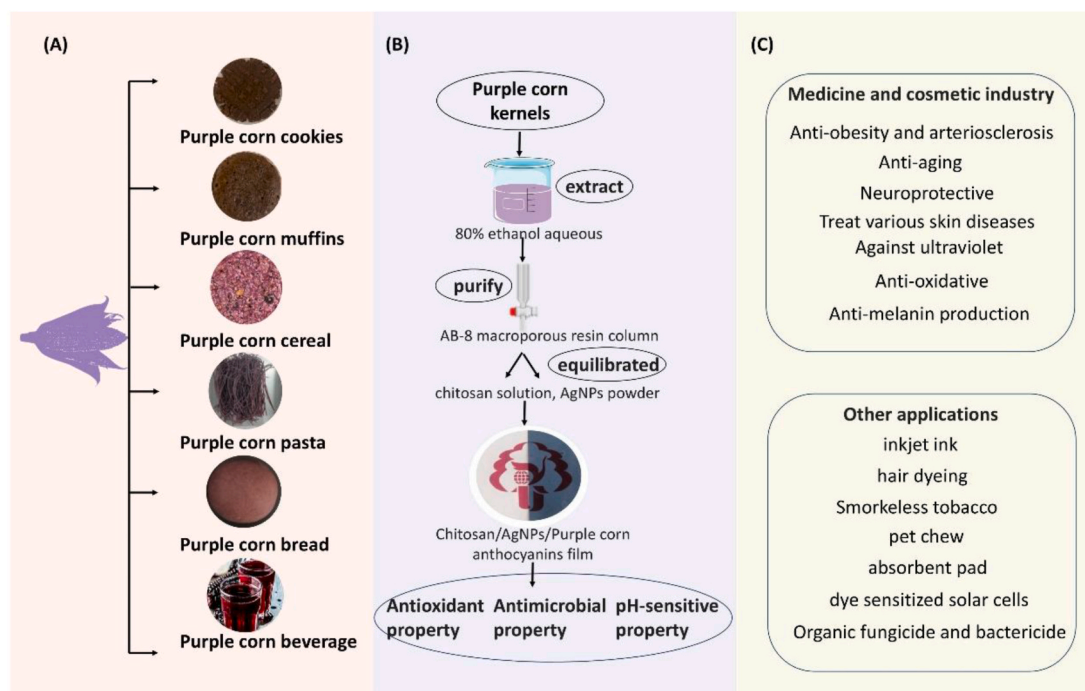 (A)
Purple corn cookies
Purple corn muffins
Purple corn cereal
Purple corn pasta
Purple corn bread
Purple corn beverage
(B)
Purple corn
kernels
extract
80% ethanol aqueous
purify
AB-8 macroporous resin column
equilibrated
chitosan solution, AgNPs powder
Chitosan/AgNPs/Purple corn
anthocyanins film
Antioxidant
property
Antimicrobial
property
pH-sensitive
property
(C)
Medicine and cosmetic industry
Anti-obesity and arteriosclerosis
Anti-aging
Neuroprotective
Treat various skin diseases
Against ultraviolet
Anti-oxidative
Anti-melanin production
Other applications
inkjet ink
hair dyeing
Smorkeless tobacco
pet chew
absorbent pad
dye sensitized solar cells
Organic fungicide and bactericide